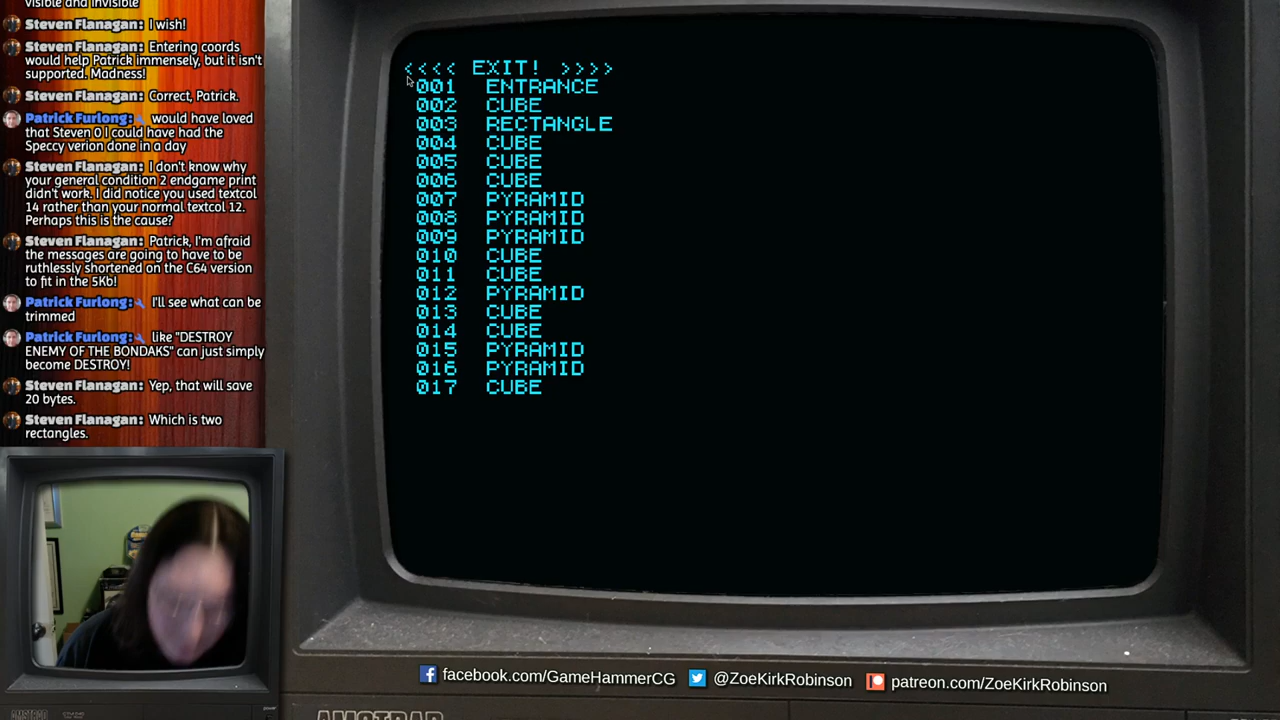 visible and invisible
Steven Flanagan: I wish!
Steven Flanagan: Entering coords
would help Patrick immensely, but it isn't
supported. Madness!
Steven Flanagan: Correct, Patrick.
Patrick Furlong: would have loved
that Steven 0 I could have had the
Speccy verion done in a day
Steven Flanagan: I don't know why
your general condition 2 endgame print
didn't work. I did notice you used textcol
14 rather than your normal textcol 12.
Perhaps this is the cause?
Steven Flanagan: Patrick, I'm afraid
the messages are going to have to be
ruthlessly shortened on the C64 version
to fit in the 5Kb!
Patrick Furlong: I'll see what can be
trimmed
Patrick Furlong: like "DESTROY
ENEMY OF THE BONDAKS" can just simply
become DESTROY!
Steven Flanagan: Yep, that will save
20 bytes.
Steven Flanagan: Which is two
rectangles.
<<<< EXIT! >>>>
001 ENTRANCE
002 CUBE
003 RECTANGLE
004 CUBE
005 CUBE
006 CUBE
007 PYRAMID
008 PYRAMID
009 PYRAMID
010 CUBE
011 CUBE
012 PYRAMID
013 CUBE
014 CUBE
015 PYRAMID
016 PYRAMID
017 CUBE
facebook.com/GameHammerCG @ZoeKirkRobinson patreon.com/ZoeKirkRobinson
AMSTRAD